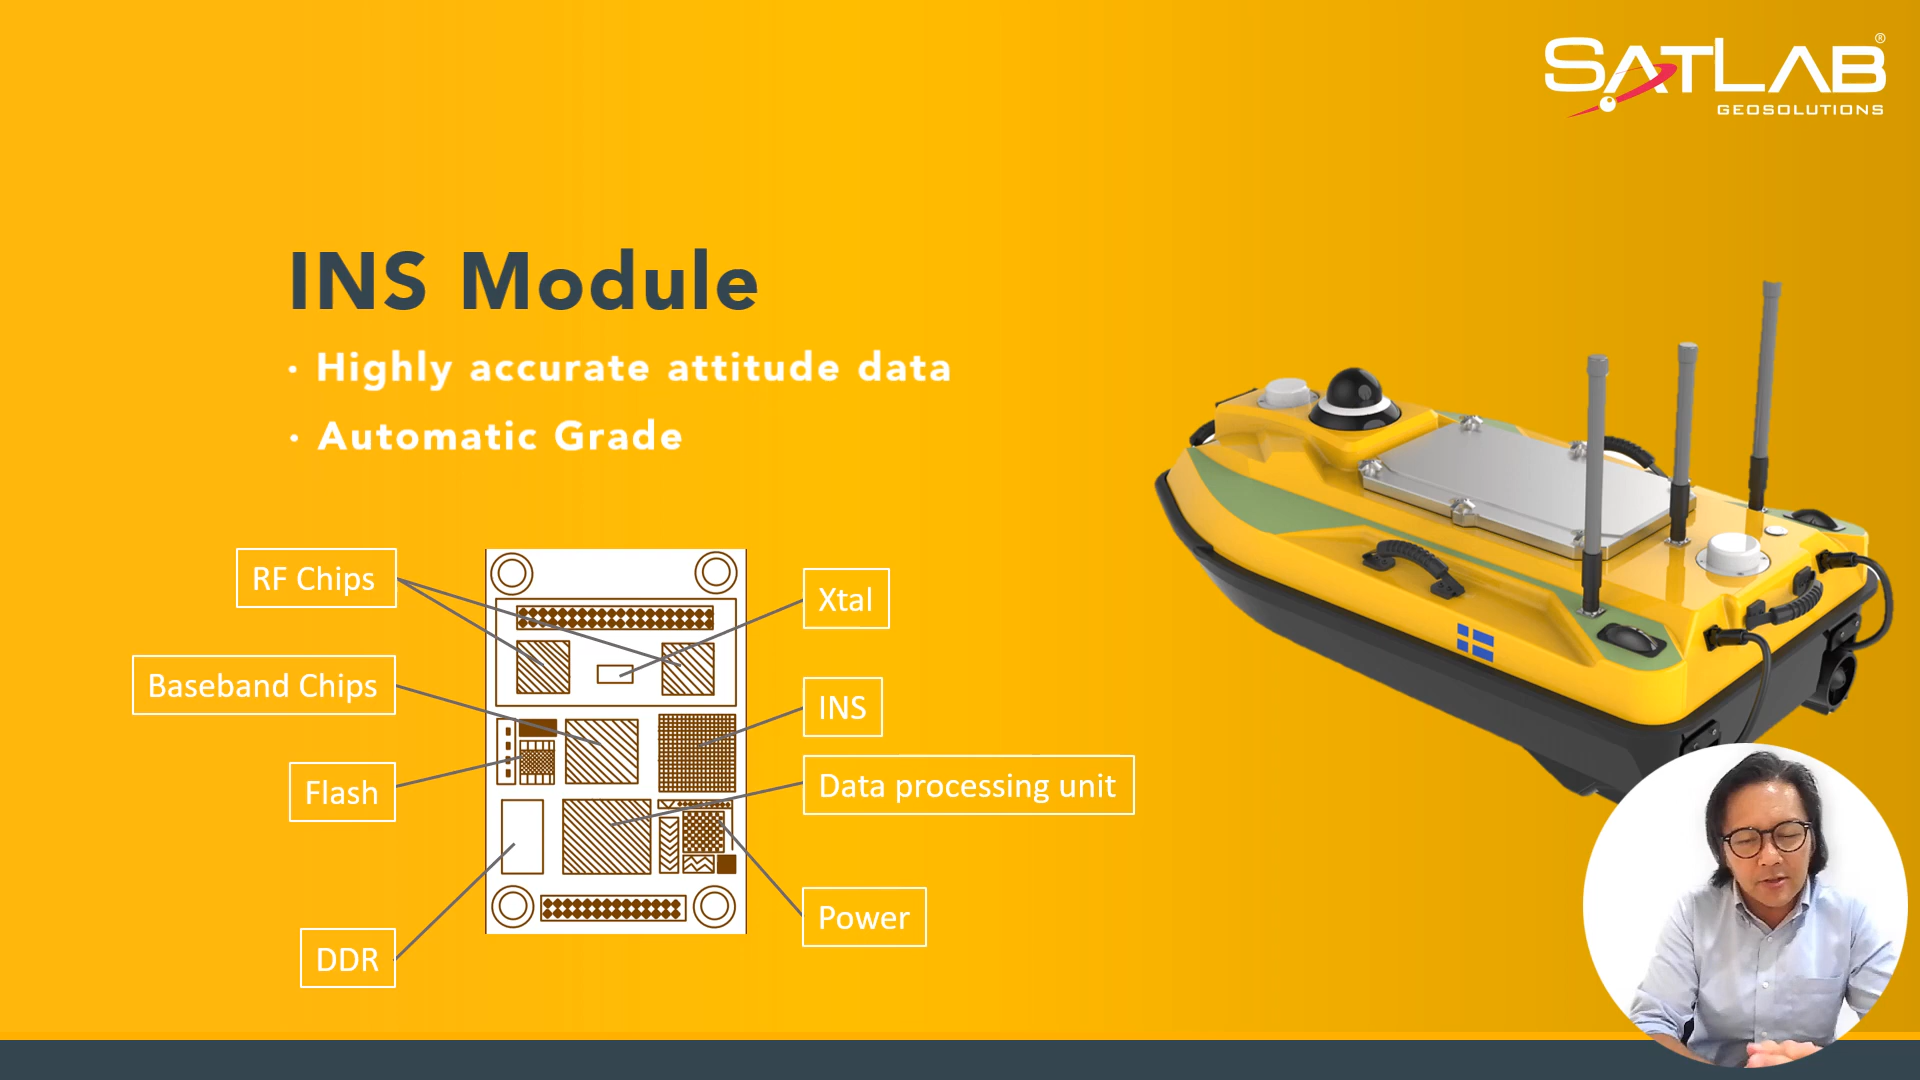 SATLAB®
GEOSOLUTIONS
INS Module
• Highly accurate attitude data
• Automatic Grade
RF Chips
Xtal
Baseband Chips
INS
Flash
Data processing unit
Power
DDR